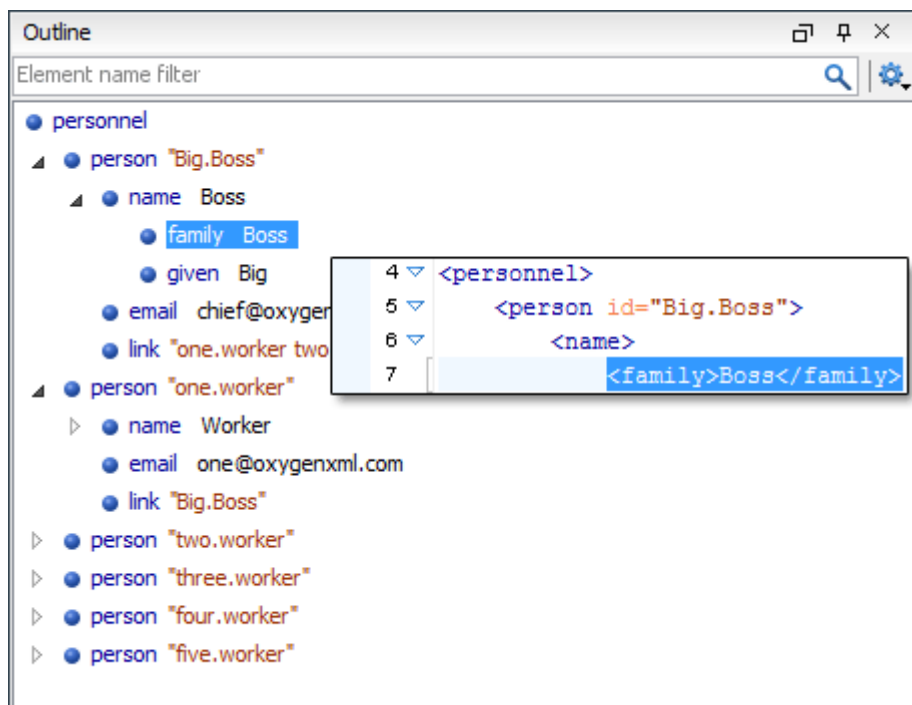 Outline
Element name filter
personnel
person "Big.Boss"
name Boss
family Boss
given Big
email chief@oxygen
link "one.worker two
4 <personnel>
5 <person id="Big.Boss">
6 <name>
7 <family>Boss</family>
person "one.worker"
name Worker
email one@oxygenxml.com
link "Big.Boss"
person "two.worker"
person "three.worker"
person "four.worker"
person "five.worker"